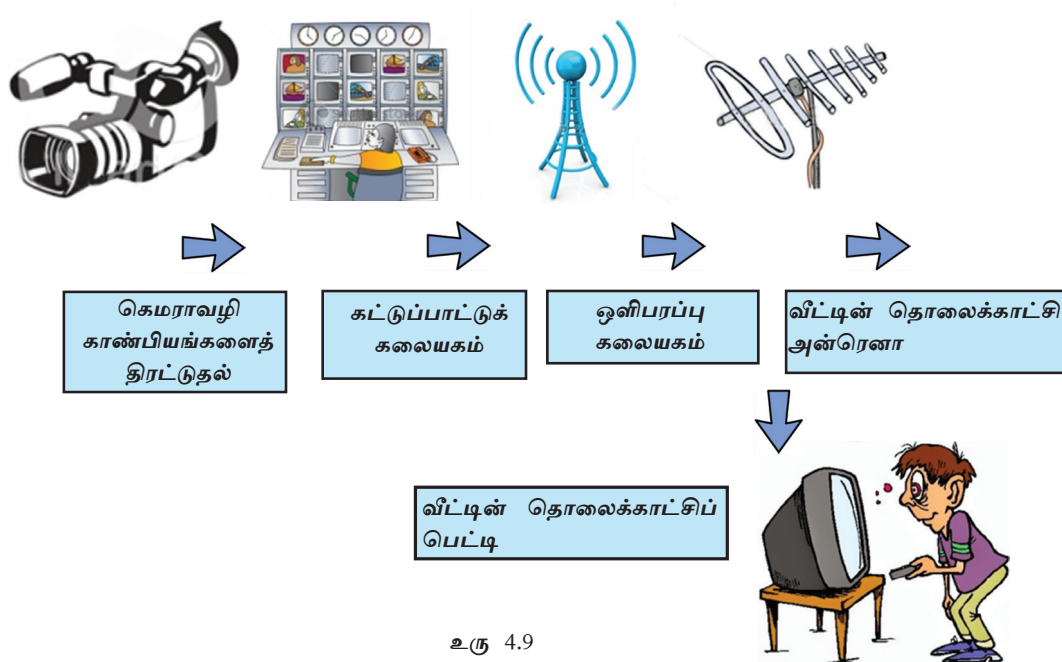 கெமராவழி
காண்பியங்களைத்
திரட்டுதல்
கட்டுப்பாட்டுக்
கலையகம்
ஒளிபரப்பு
கலையகம்
வீட்டின் தொலைக்காட்சி
அன்ரெனா
வீட்டின் தொலைக்காட்சிப்
பெட்டி
உரு 4.9